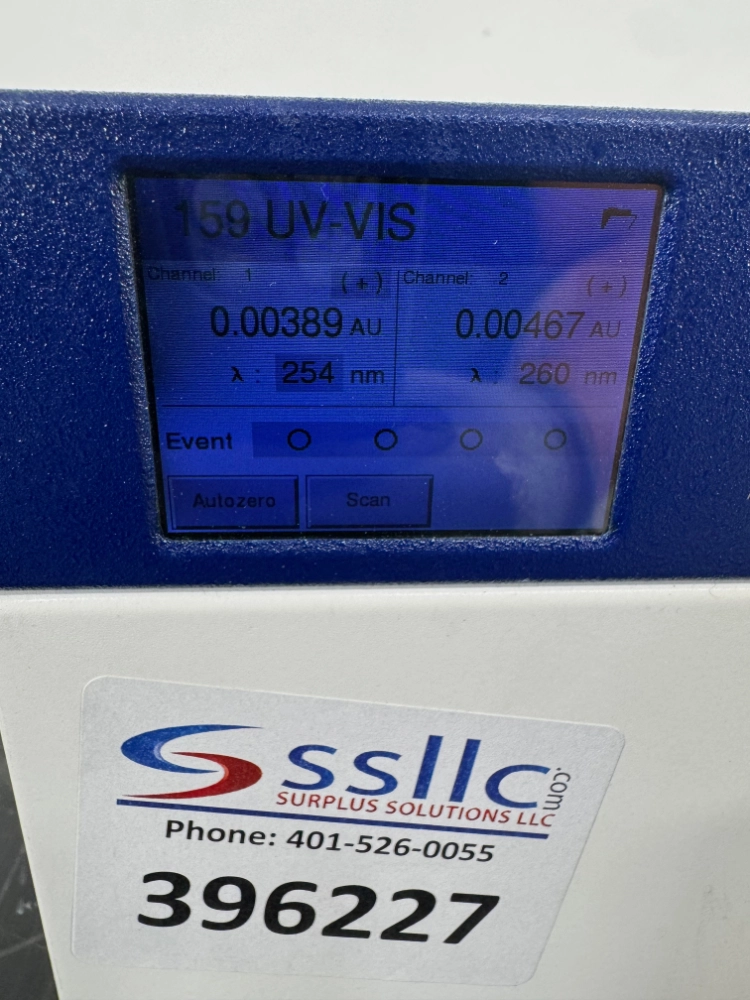 159 UV-VIS
Channel: 1 (+)
0.00389 AU
λ : 254 nm
Channel: 2 (+)
0.00467 AU
λ : 260 nm
Event
Autozero
Scan
ssllc.com
SURPLUS SOLUTIONS LLC
Phone: 401-526-0055
396227